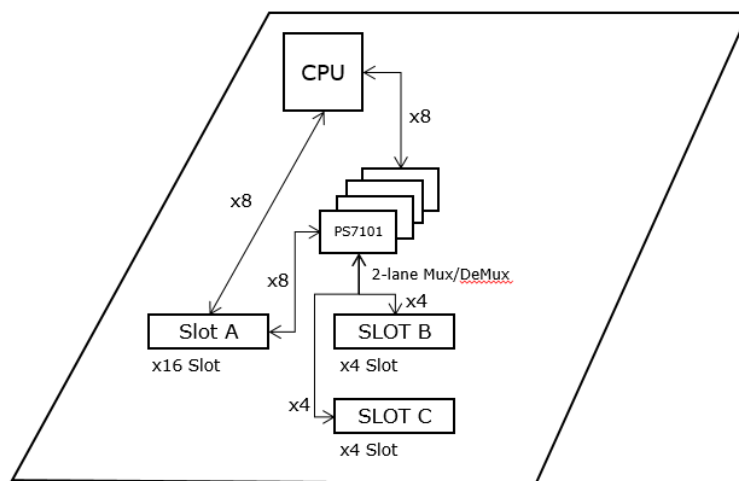 CPU
x8
x8
PS7101
x8
2-lane Mux/DeMux
x4
Slot A
SLOT B
x16 Slot
x4 Slot
x4
SLOT C
x4 Slot